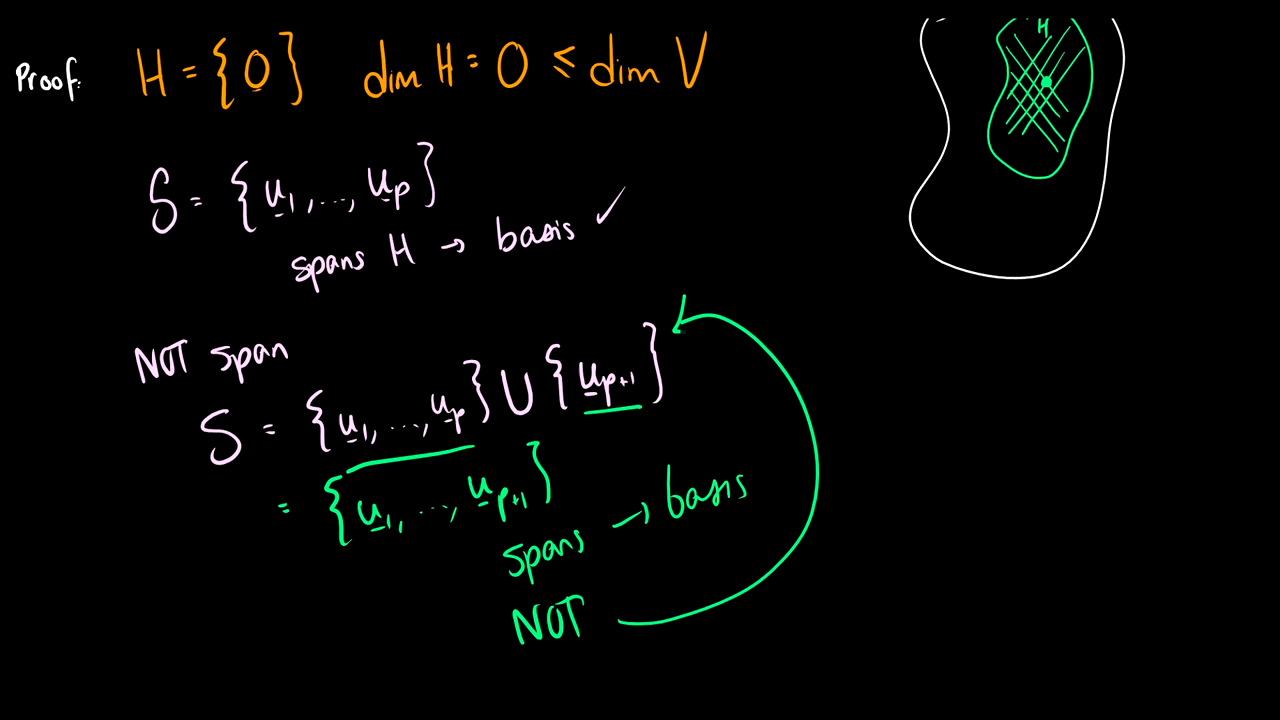 H
Proof: H = {0} dim H = 0 ≤ dim V
S = {u₁,...,uₚ}
spans H → basis ✓
NOT span
S = {u₁,...,uₚ} ∪ {uₚ₊₁}
= {u₁,...,uₚ₊₁}
spans → basis
NOT